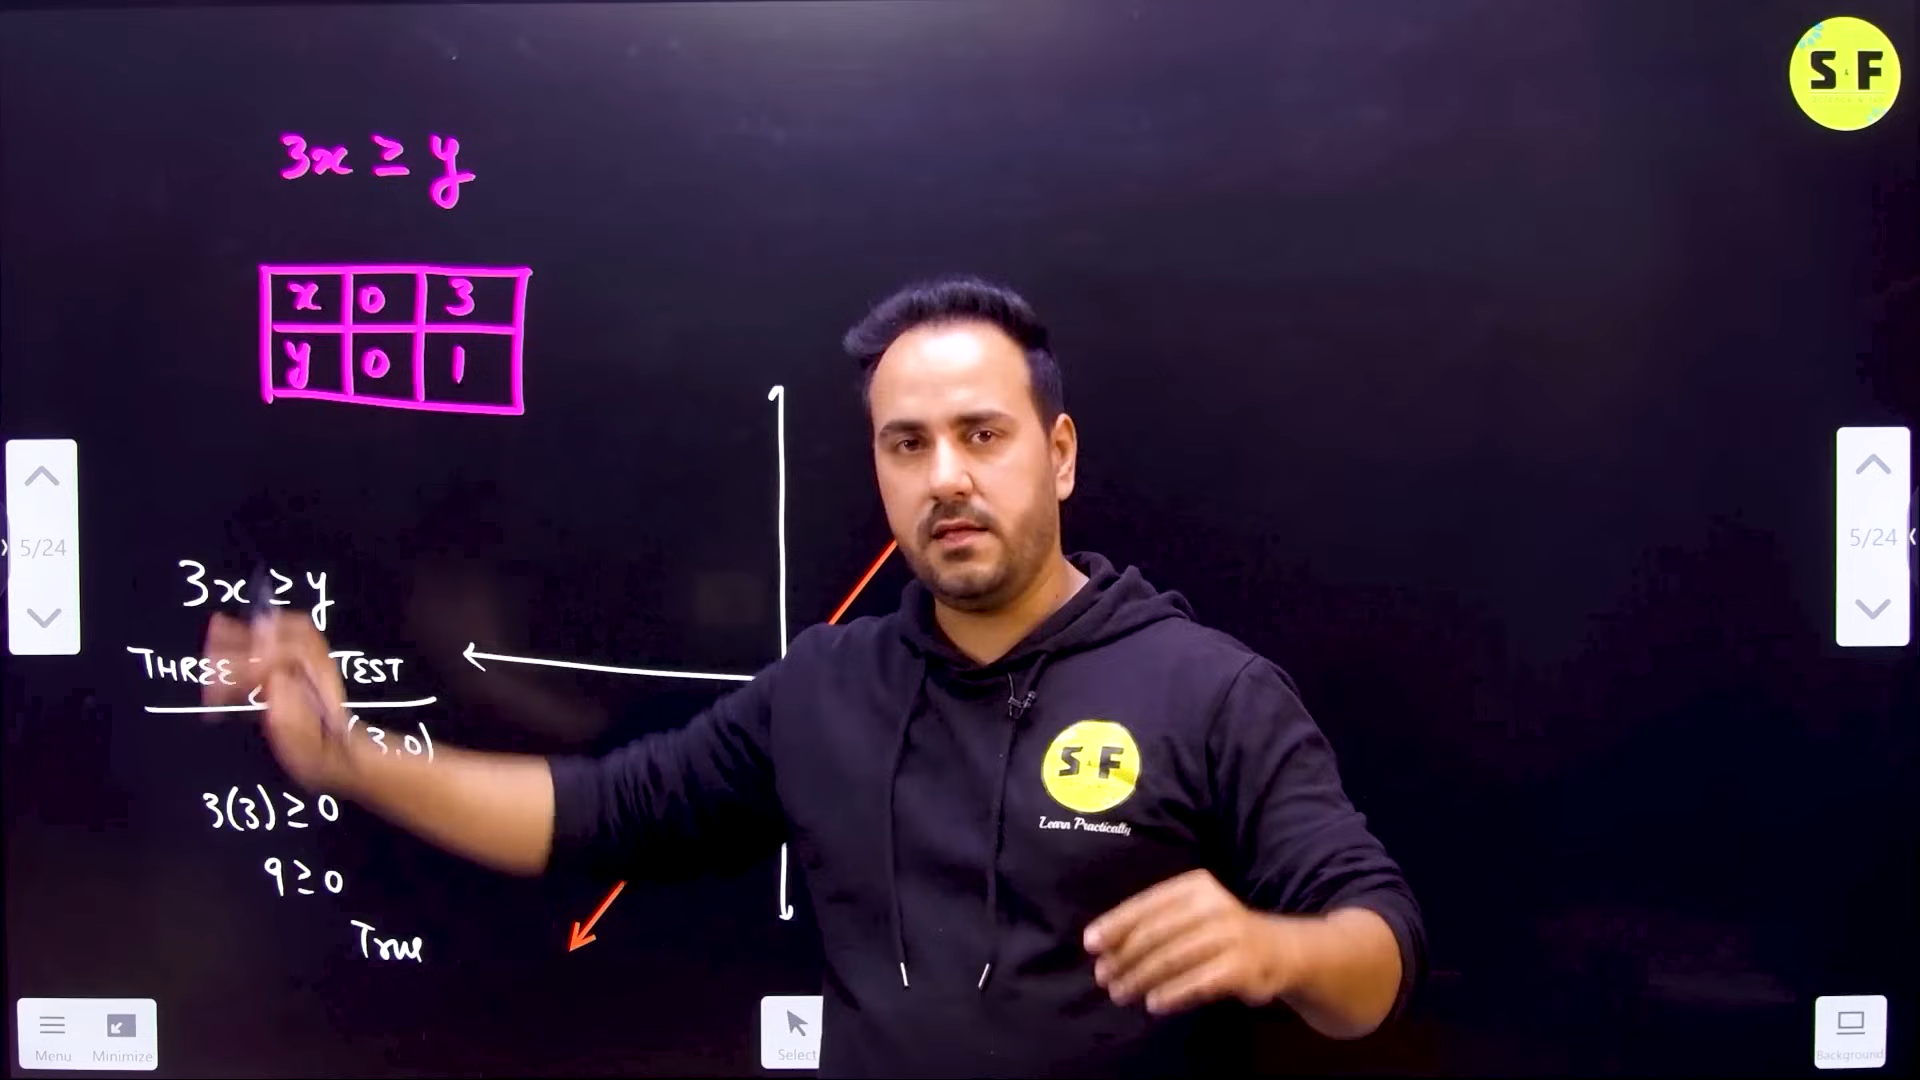 S&F
3x ≥ y
x 0 3
y 0 1
5/24
5/24
3x ≥ y
THREE TEST
(3,0)
3(3) ≥ 0
9 ≥ 0
True
S&F
Learn Practically
Menu Minimize
Select
Background